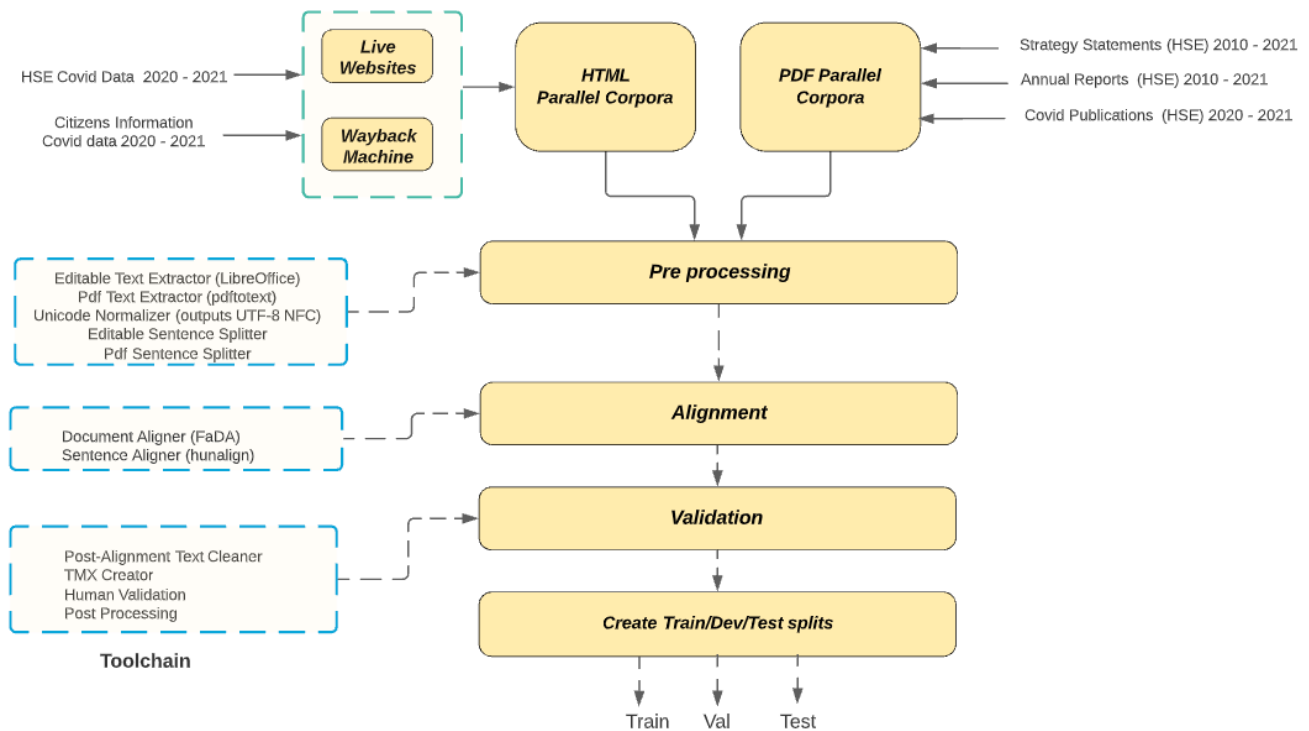 Live
Websites
HSE Covid Data 2020 - 2021
Citizens Information
Covid data 2020 - 2021
Wayback
Machine
HTML
Parallel Corpora
PDF Parallel
Corpora
Strategy Statements (HSE) 2010 - 2021
Annual Reports (HSE) 2010 - 2021
Covid Publications (HSE) 2020 - 2021
Editable Text Extractor (LibreOffice)
Pdf Text Extractor (pdftotext)
Unicode Normalizer (outputs UTF-8 NFC)
Editable Sentence Splitter
Pdf Sentence Splitter
Pre processing
Document Aligner (FaDA)
Sentence Aligner (hunalign)
Alignment
Post-Alignment Text Cleaner
TMX Creator
Human Validation
Post Processing
Validation
Create Train/Dev/Test splits
Toolchain
Train
Val
Test